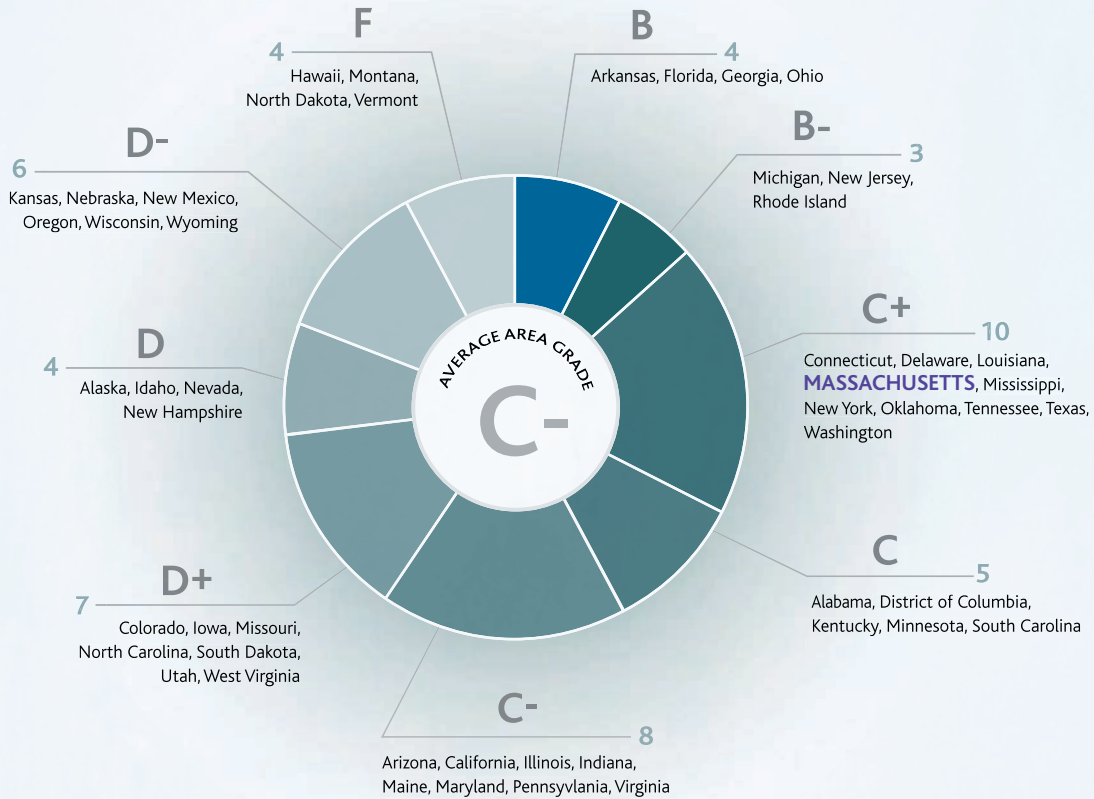 F
4
Hawaii, Montana,
North Dakota, Vermont
B
4
Arkansas, Florida, Georgia, Ohio
B-
3
Michigan, New Jersey,
Rhode Island
C+
10
Connecticut, Delaware, Louisiana,
MASSACHUSETTS, Mississippi,
New York, Oklahoma, Tennessee, Texas,
Washington
C
5
Alabama, District of Columbia,
Kentucky, Minnesota, South Carolina
C-
8
Arizona, California, Illinois, Indiana,
Maine, Maryland, Pennsyvlania, Virginia
D+
7
Colorado, Iowa, Missouri,
North Carolina, South Dakota,
Utah, West Virginia
D
4
Alaska, Idaho, Nevada,
New Hampshire
D-
6
Kansas, Nebraska, New Mexico,
Oregon, Wisconsin, Wyoming
AVERAGE AREA GRADE
C-